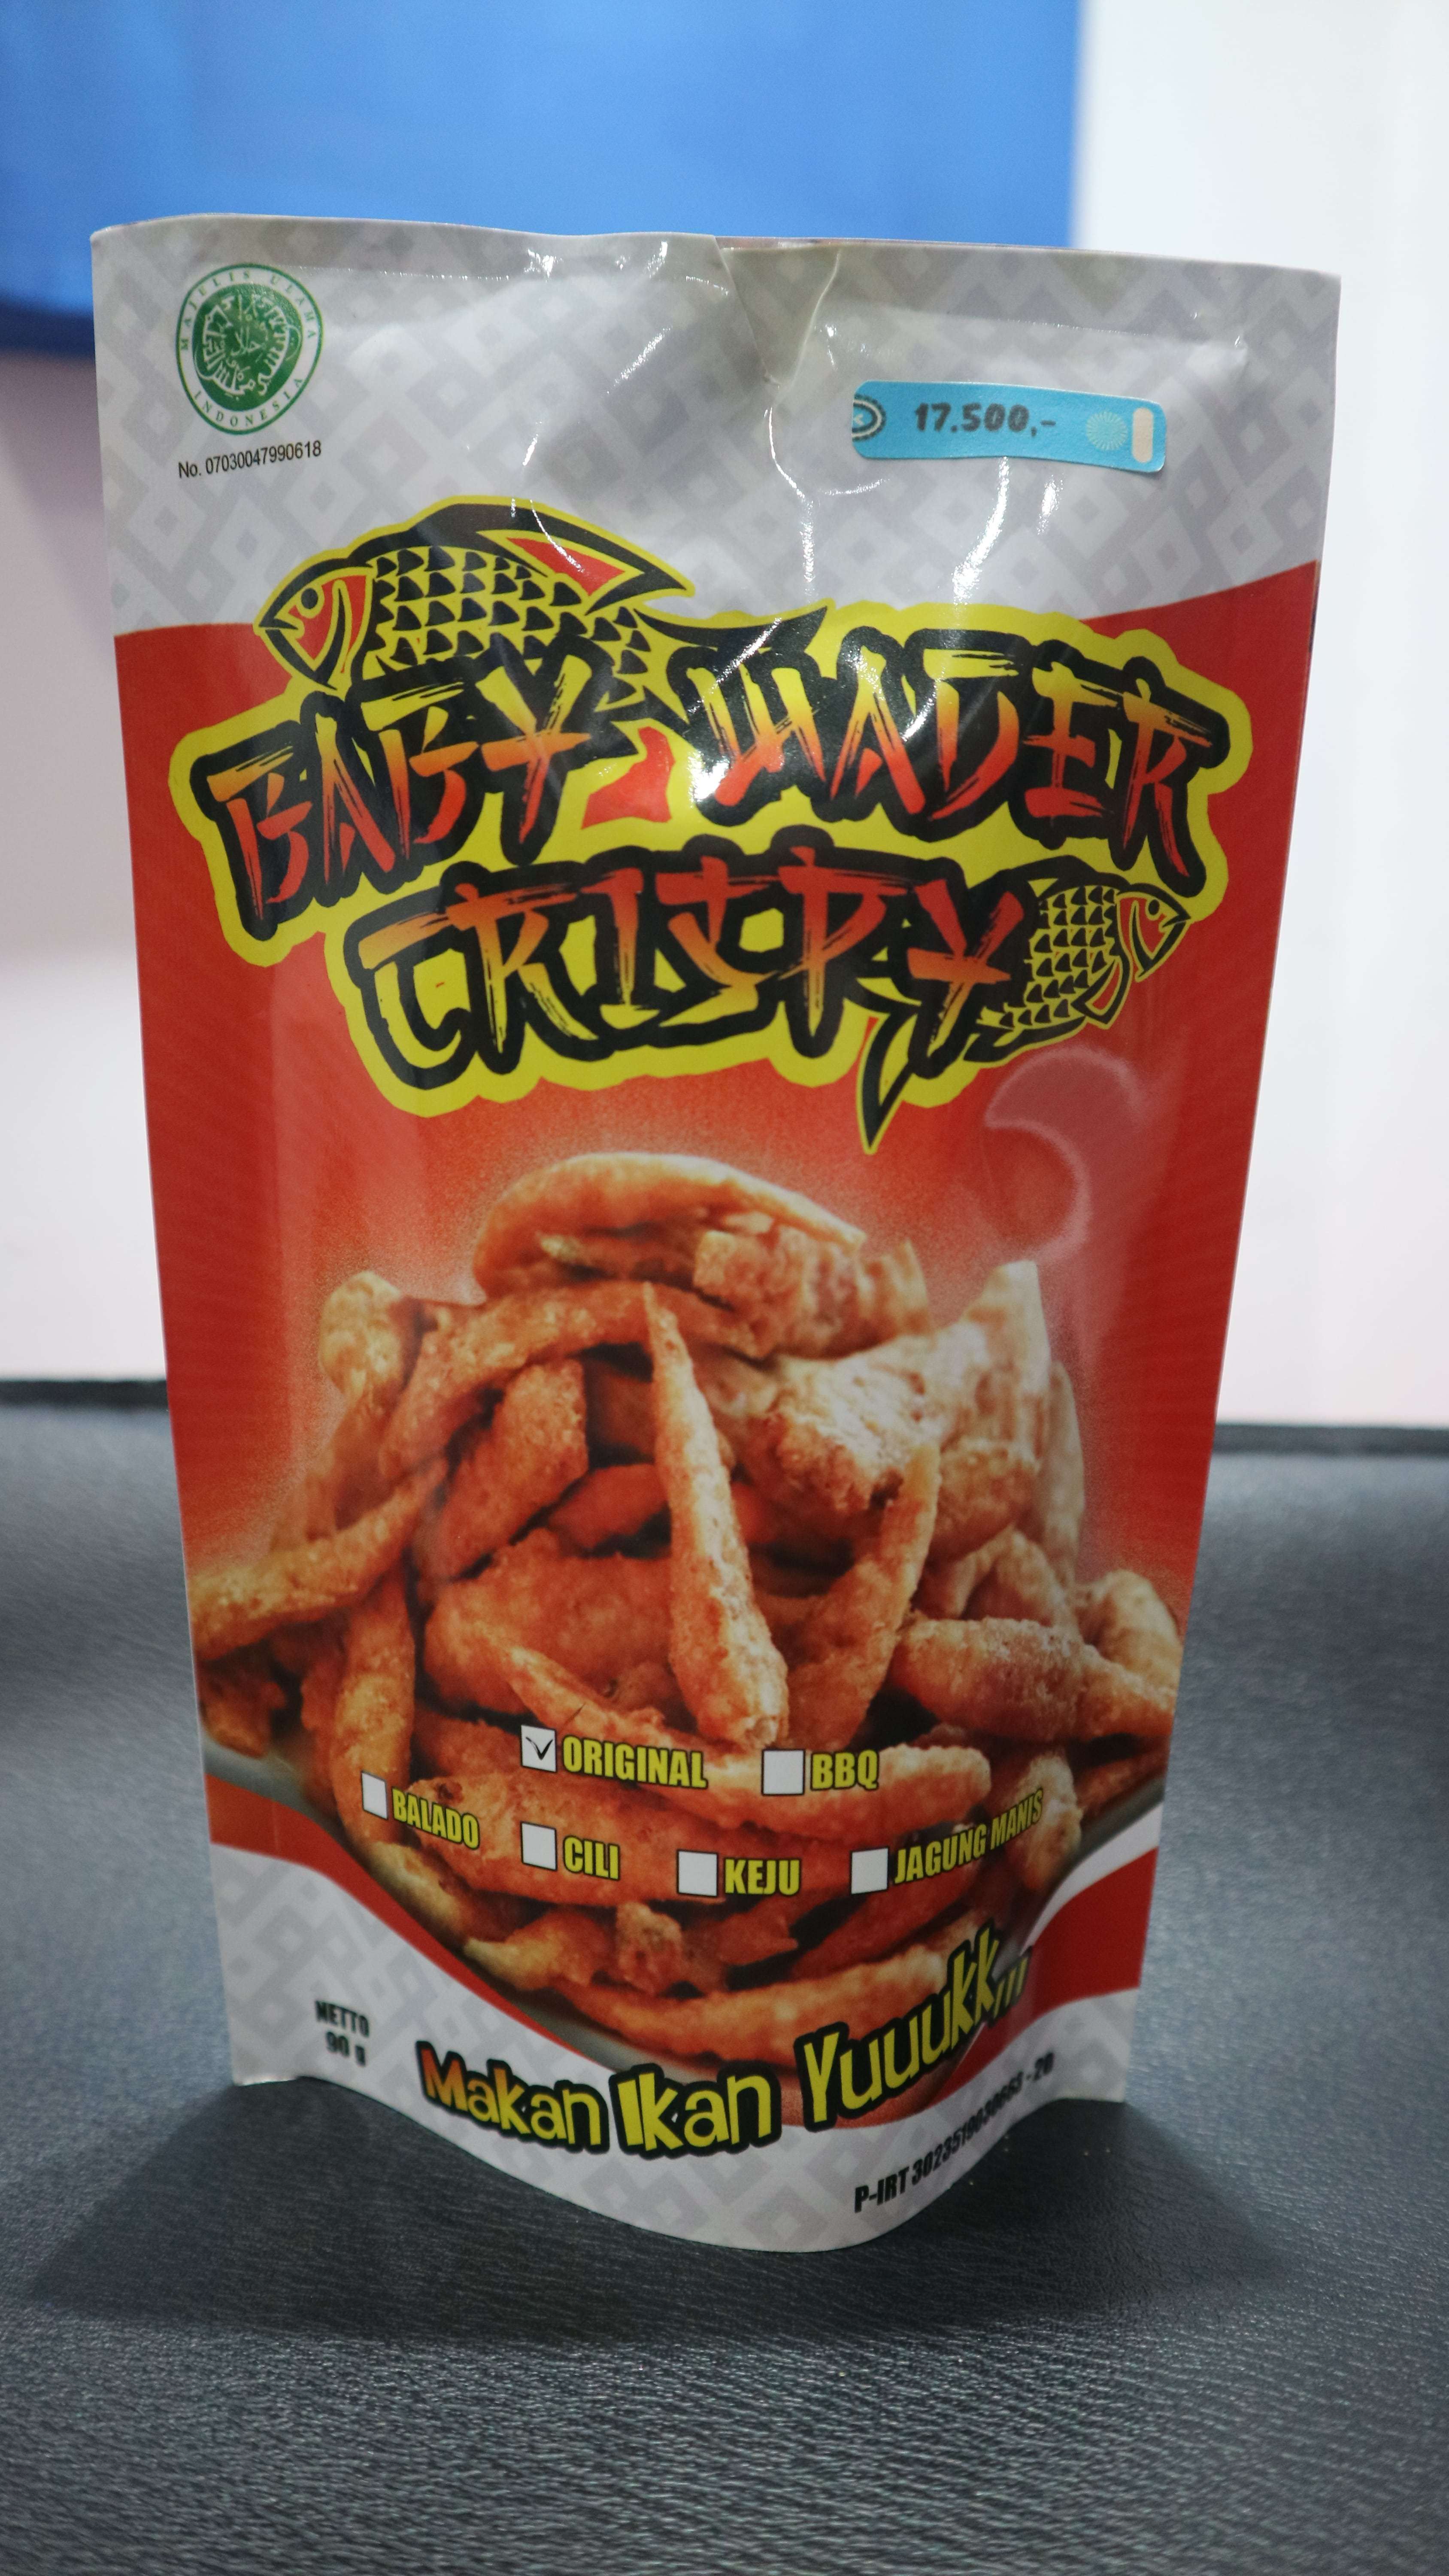 MAJELIS ULAMA
INDONESIA
No. 07030047990618
17.500,-
BABY WADER
CRISPY
ORIGINAL
BBQ
BALADO
CILI
KEJU
JAGUNG MANIS
NETTO
90 g
Makan Ikan Yuuukk,,,
P-IRT